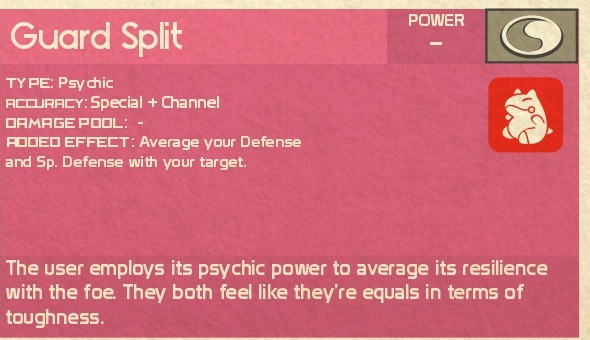 Guard Split
POWER
–
TYPE: Psychic
ACCURACY: Special + Channel
DAMAGE POOL: -
ADDED EFFECT: Average your Defense
and Sp. Defense with your target.
The user employs its psychic power to average its resilience
with the foe. They both feel like they're equals in terms of
toughness.